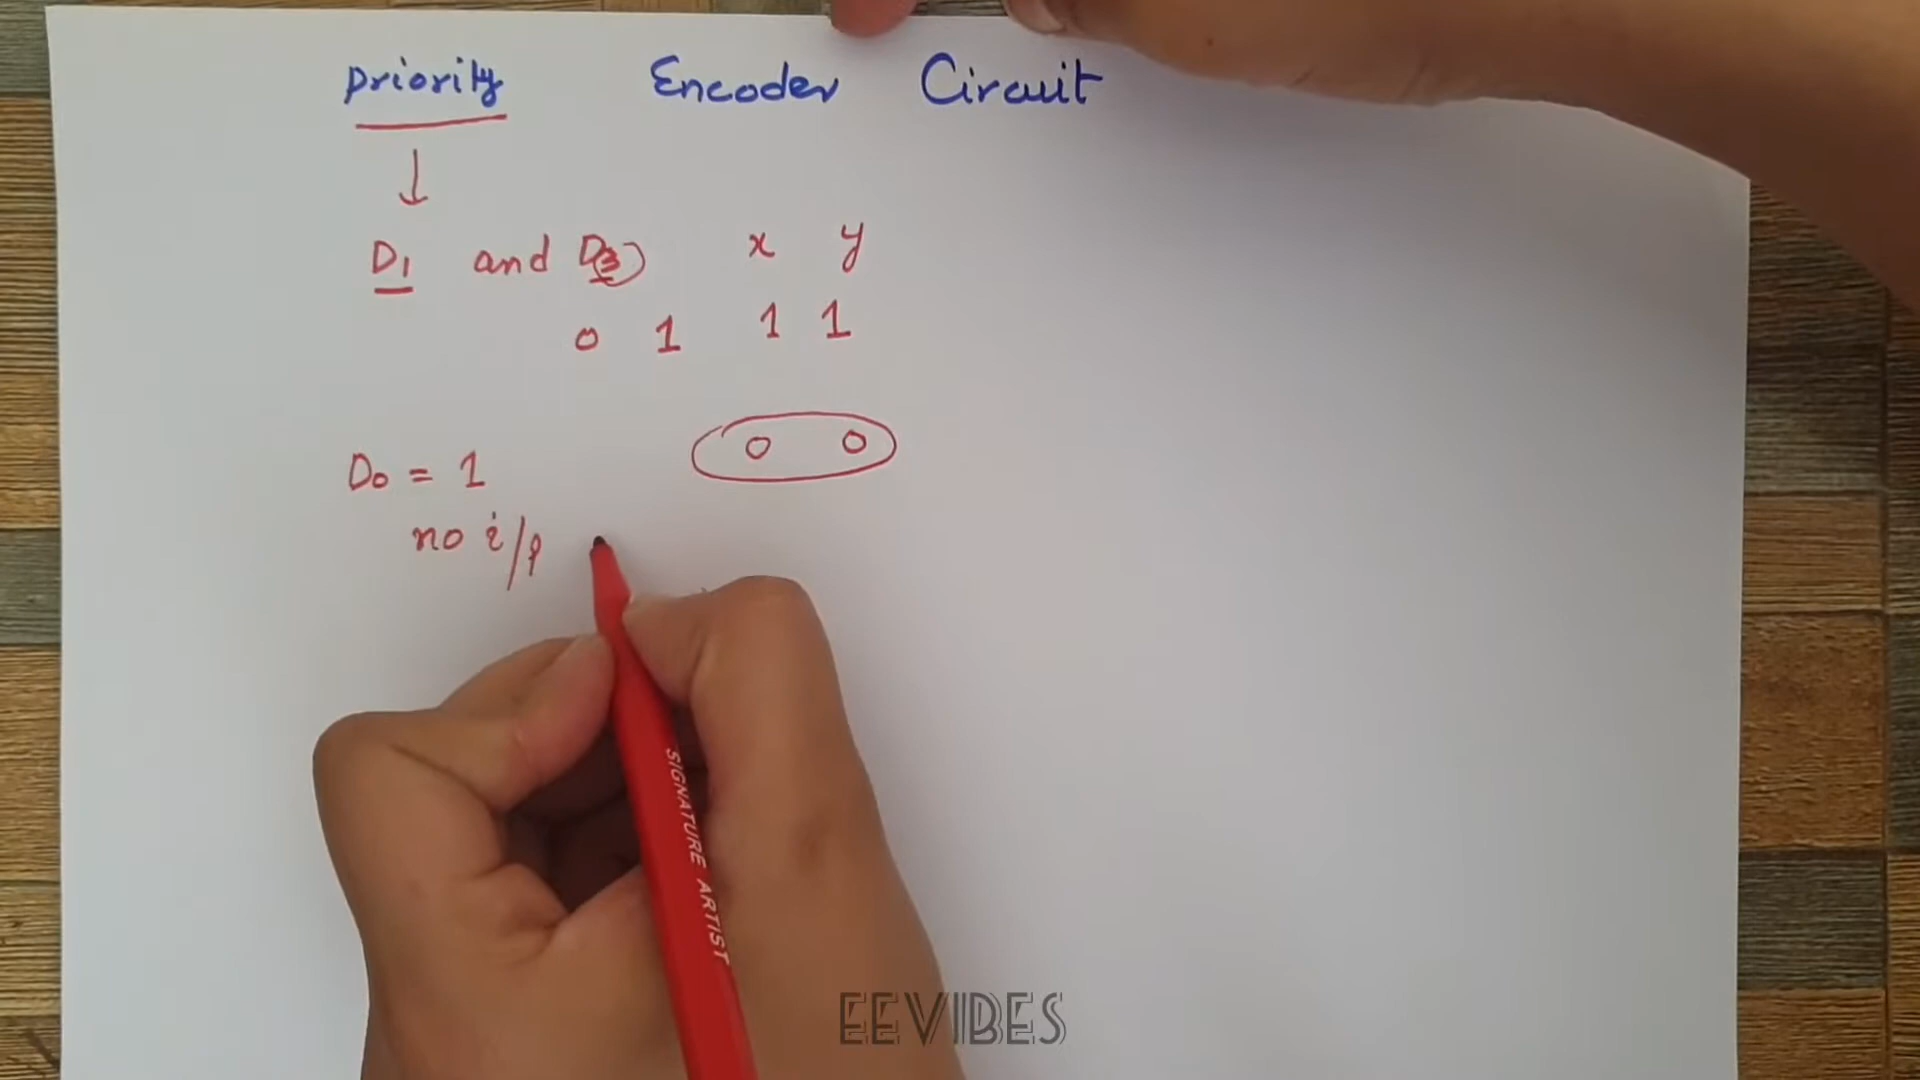 priority Encoder Circuit
↓
D1 and D3 x y
0 1 1 1
0 0
D0 = 1
no i/p
SIGNATURE ARTIST
EEVIBES